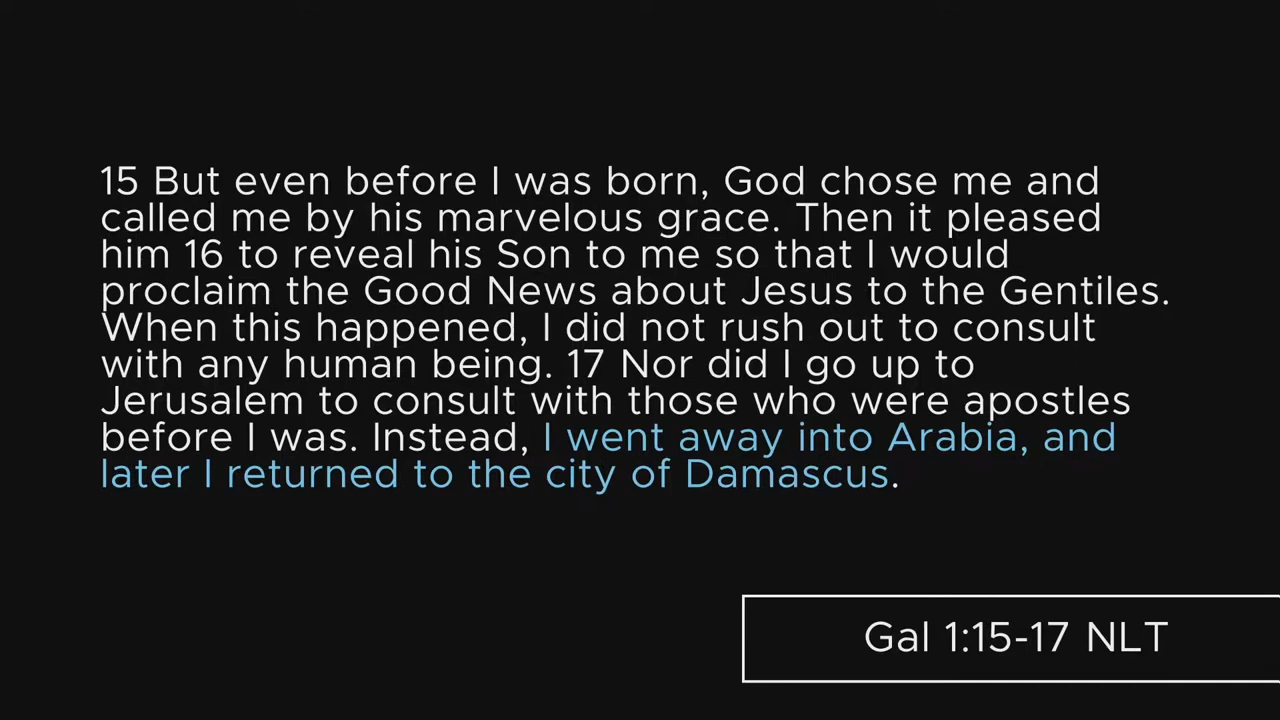 15 But even before I was born, God chose me and
called me by his marvelous grace. Then it pleased
him 16 to reveal his Son to me so that I would
proclaim the Good News about Jesus to the Gentiles.
When this happened, I did not rush out to consult
with any human being. 17 Nor did I go up to
Jerusalem to consult with those who were apostles
before I was. Instead, I went away into Arabia, and
later I returned to the city of Damascus.
Gal 1:15-17 NLT